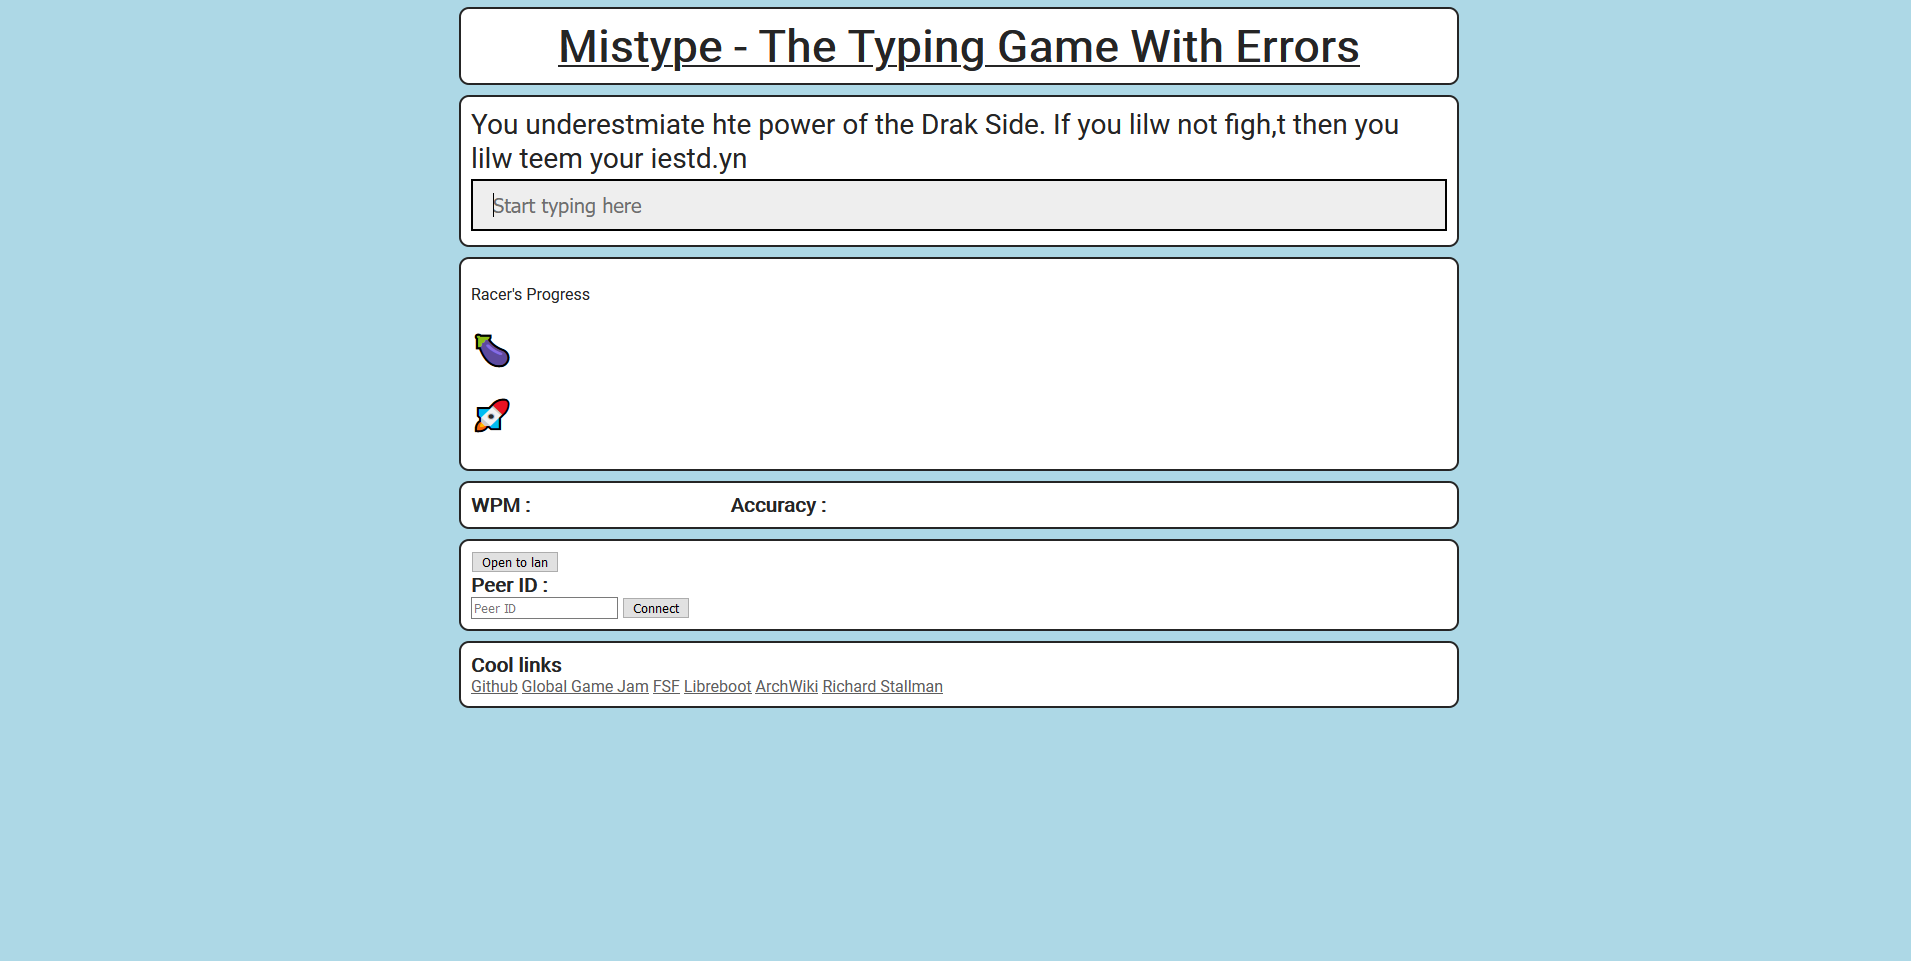 Mistype - The Typing Game With Errors
You underestmiate hte power of the Drak Side. If you lilw not figh,t then you
lilw teem your iestd.yn
Start typing here
Racer's Progress
WPM :
Accuracy :
Open to lan
Peer ID :
Peer ID
Connect
Cool links
Github Global Game Jam FSF Libreboot ArchWiki Richard Stallman